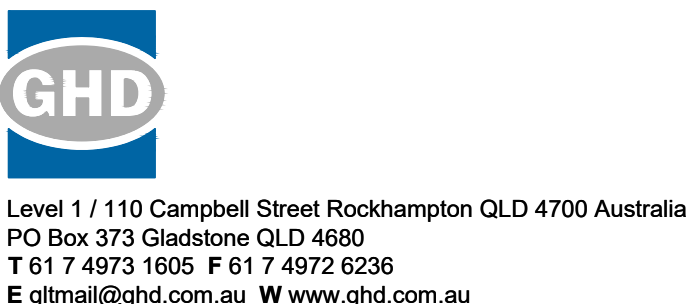 GHD
Level 1 / 110 Campbell Street Rockhampton QLD 4700 Australia
PO Box 373 Gladstone QLD 4680
T 61 7 4973 1605 F 61 7 4972 6236
E gltmail@ghd.com.au W www.ghd.com.au